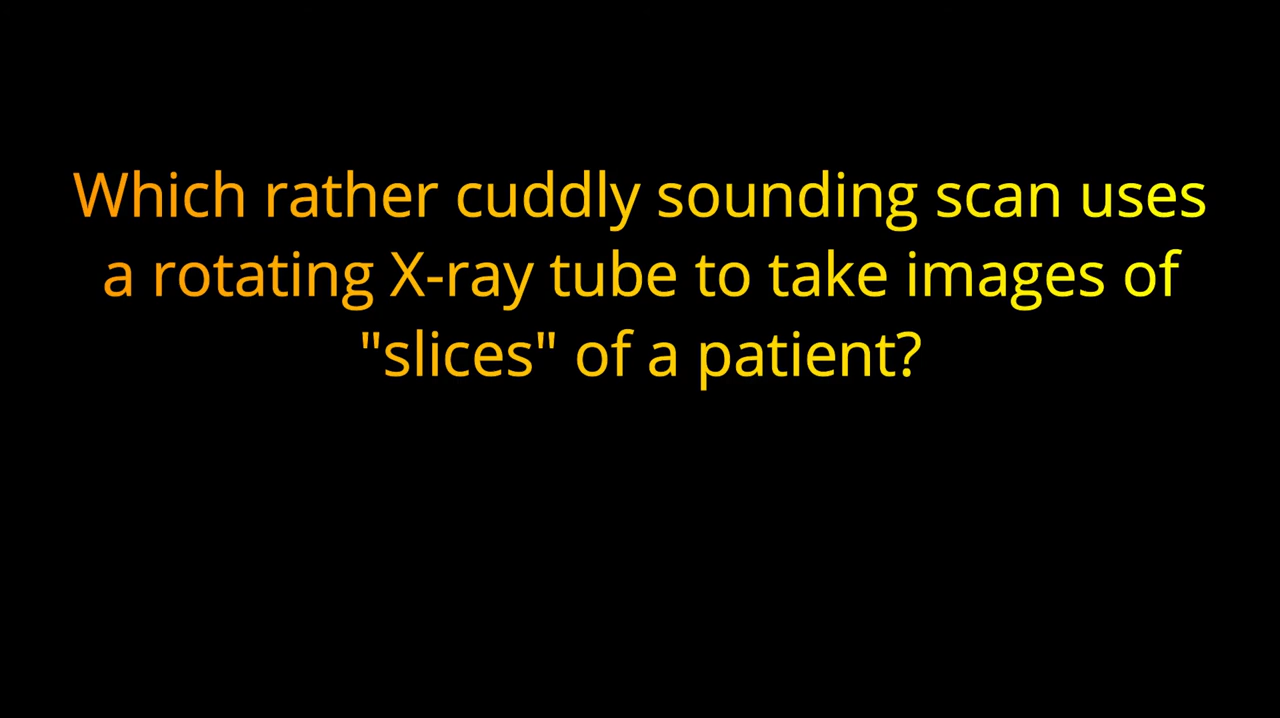 Which rather cuddly sounding scan uses
a rotating X-ray tube to take images of
"slices" of a patient?